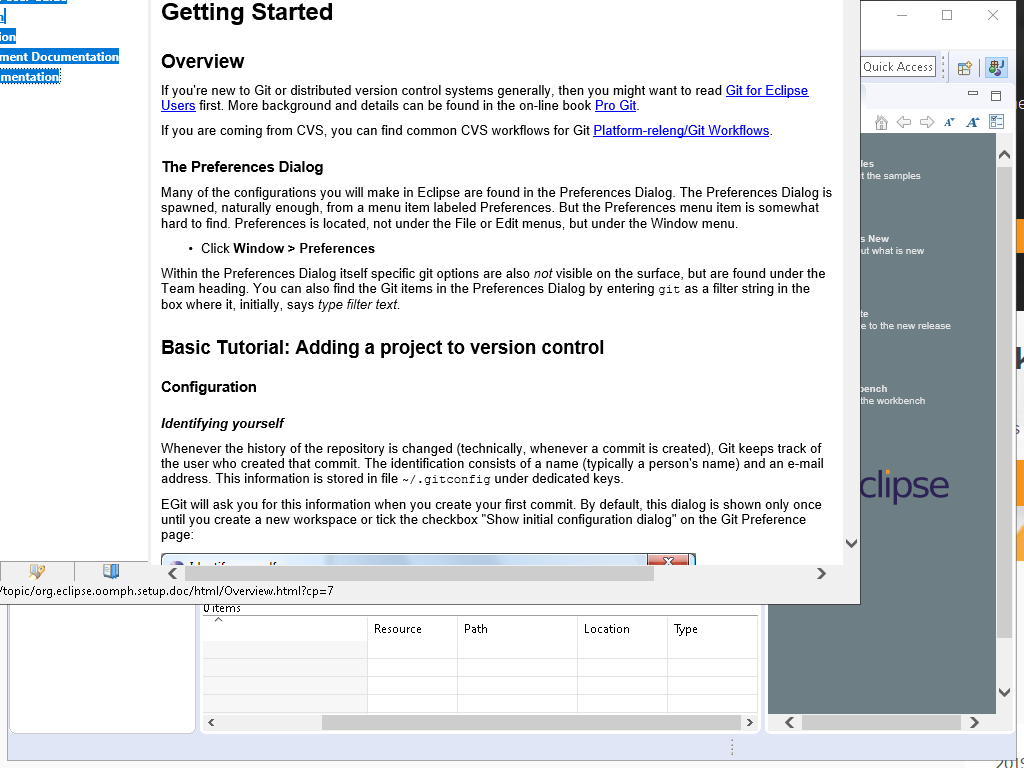 Getting Started
ion
ment Documentation
mentation
Overview
If you're new to Git or distributed version control systems generally, then you might want to read Git for Eclipse
Users first. More background and details can be found in the on-line book Pro Git.
If you are coming from CVS, you can find common CVS workflows for Git Platform-releng/Git Workflows.
The Preferences Dialog
Many of the configurations you will make in Eclipse are found in the Preferences Dialog. The Preferences Dialog is
spawned, naturally enough, from a menu item labeled Preferences. But the Preferences menu item is somewhat
hard to find. Preferences is located, not under the File or Edit menus, but under the Window menu.
• Click Window > Preferences
Within the Preferences Dialog itself specific git options are also not visible on the surface, but are found under the
Team heading. You can also find the Git items in the Preferences Dialog by entering git as a filter string in the
box where it, initially, says type filter text.
Basic Tutorial: Adding a project to version control
Configuration
Identifying yourself
Whenever the history of the repository is changed (technically, whenever a commit is created), Git keeps track of
the user who created that commit. The identification consists of a name (typically a person's name) and an e-mail
address. This information is stored in file ~/.gitconfig under dedicated keys.
EGit will ask you for this information when you create your first commit. By default, this dialog is shown only once
until you create a new workspace or tick the checkbox "Show initial configuration dialog" on the Git Preference
page:
/topic/org.eclipse.oomph.setup.doc/html/Overview.html?cp=7
Quick Access
les
t the samples
s New
ut what is new
te
e to the new release
bench
the workbench
clipse
0 items
Resource
Path
Location
Type
2019